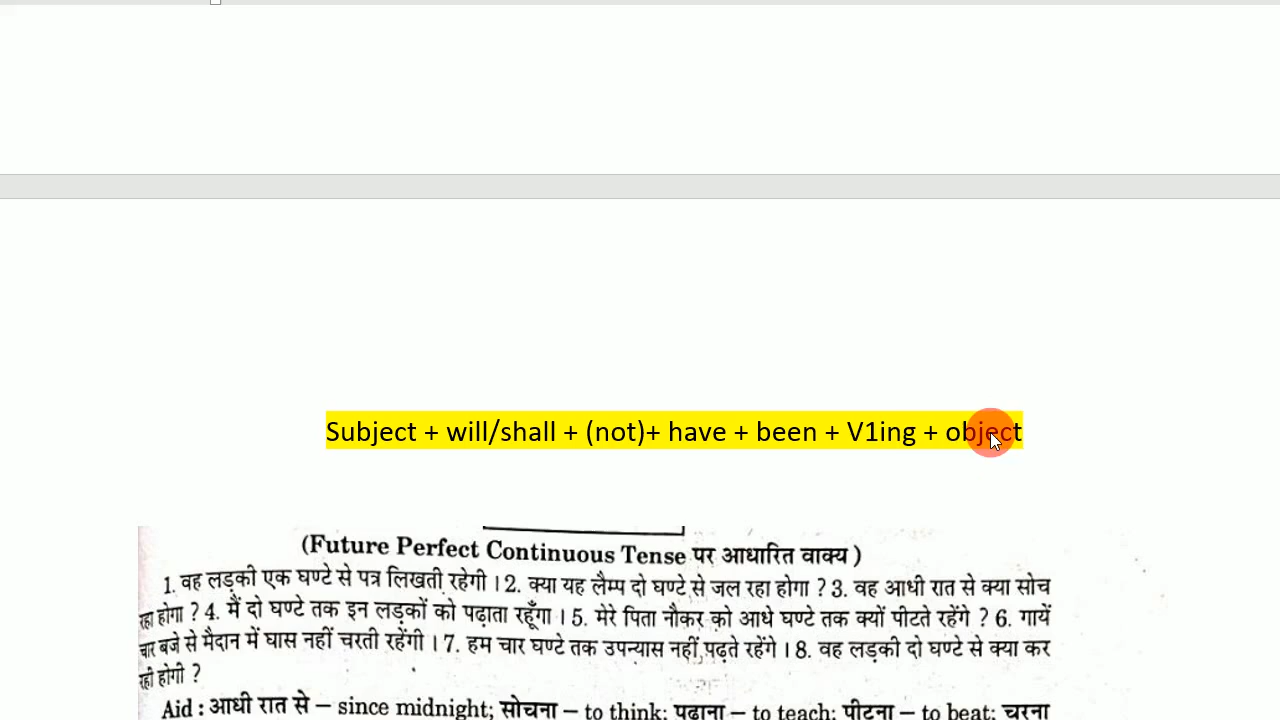 Subject + will/shall + (not)+ have + been + V1ing + object
(Future Perfect Continuous Tense पर आधारित वाक्य)
1. वह लड़की एक घण्टे से पत्र लिखती रहेगी । 2. क्या यह लैम्प दो घण्टे से जल रहा होगा ? 3. वह आधी रात से क्या सोच
रहा होगा ? 4. मैं दो घण्टे तक इन लड़कों को पढ़ाता रहूँगा । 5. मेरे पिता नौकर को आधे घण्टे तक क्यों पीटते रहेंगे ? 6. गायें
चार बजे से मैदान में घास नहीं चरती रहेंगी । 7. हम चार घण्टे तक उपन्यास नहीं पढ़ते रहेंगे । 8. वह लड़की दो घण्टे से क्या कर
रही होगी ?
Aid : आधी रात से – since midnight; सोचना – to think; पढ़ाना – to teach; पीटना – to beat; चरना